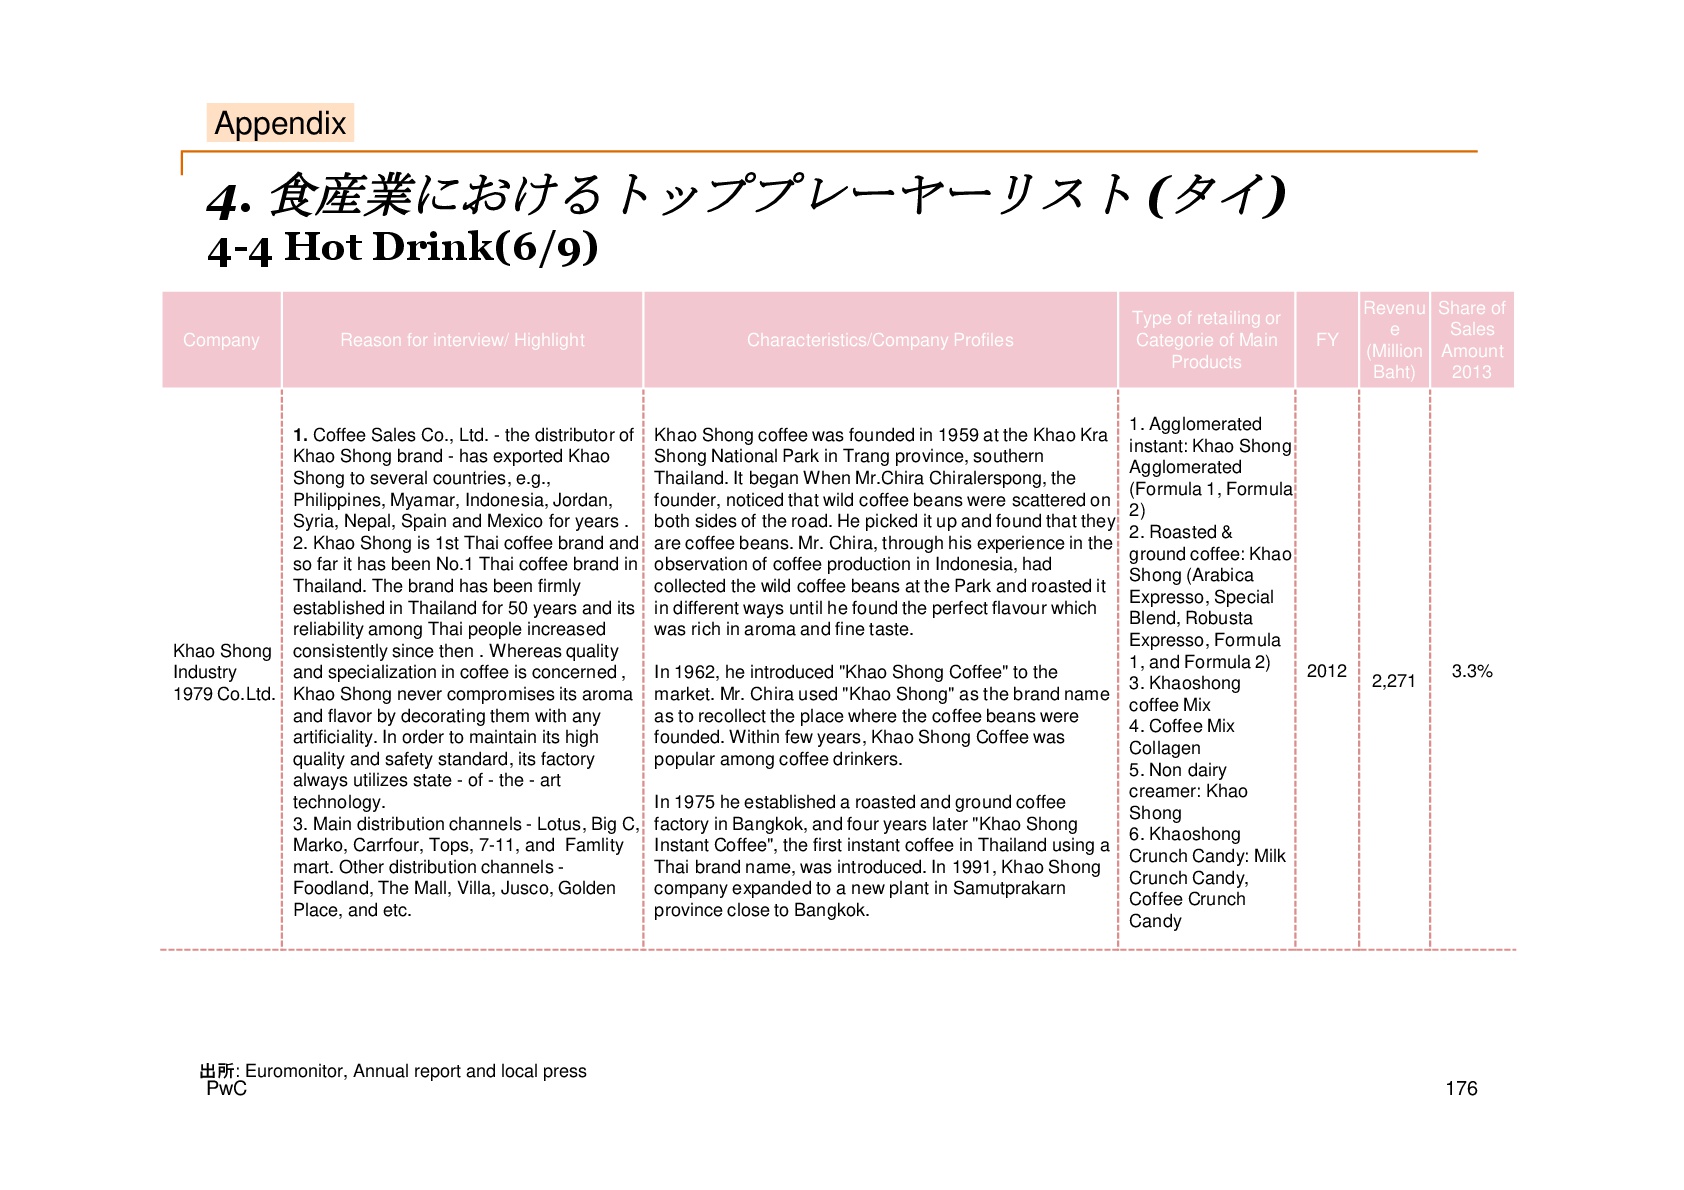 Appendix
4. 食産業におけるトッププレーヤーリスト(タイ)
4-4 Hot Drink(6/9)
Company
Reason for interview/ Highlight
Characteristics/Company Profiles
Type of retailing or
Categorie of Main
Products
FY
Revenu
e
(Million
Baht)
Share of
Sales
Amount
2013
Khao Shong
Industry
1979 Co.Ltd.
1. Coffee Sales Co., Ltd. - the distributor of
Khao Shong brand - has exported Khao
Shong to several countries, e.g.,
Philippines, Myamar, Indonesia, Jordan,
Syria, Nepal, Spain and Mexico for years .
2. Khao Shong is 1st Thai coffee brand and
so far it has been No.1 Thai coffee brand in
Thailand. The brand has been firmly
established in Thailand for 50 years and its
reliability among Thai people increased
consistently since then . Whereas quality
and specialization in coffee is concerned ,
Khao Shong never compromises its aroma
and flavor by decorating them with any
artificiality. In order to maintain its high
quality and safety standard, its factory
always utilizes state - of - the - art
technology.
3. Main distribution channels - Lotus, Big C,
Marko, Carrfour, Tops, 7-11, and  Famlity
mart. Other distribution channels -
Foodland, The Mall, Villa, Jusco, Golden
Place, and etc.
Khao Shong coffee was founded in 1959 at the Khao Kra
Shong National Park in Trang province, southern
Thailand. It began When Mr.Chira Chiralerspong, the
founder, noticed that wild coffee beans were scattered on
both sides of the road. He picked it up and found that they
are coffee beans. Mr. Chira, through his experience in the
observation of coffee production in Indonesia, had
collected the wild coffee beans at the Park and roasted it
in different ways until he found the perfect flavour which
was rich in aroma and fine taste.
In 1962, he introduced "Khao Shong Coffee" to the
market. Mr. Chira used "Khao Shong" as the brand name
as to recollect the place where the coffee beans were
founded. Within few years, Khao Shong Coffee was
popular among coffee drinkers.
In 1975 he established a roasted and ground coffee
factory in Bangkok, and four years later "Khao Shong
Instant Coffee", the first instant coffee in Thailand using a
Thai brand name, was introduced. In 1991, Khao Shong
company expanded to a new plant in Samutprakarn
province close to Bangkok.
1. Agglomerated
instant: Khao Shong
Agglomerated
(Formula 1, Formula
2)
2. Roasted &
ground coffee: Khao
Shong (Arabica
Expresso, Special
Blend, Robusta
Expresso, Formula
1, and Formula 2)
3. Khaoshong
coffee Mix
4. Coffee Mix
Collagen
5. Non dairy
creamer: Khao
Shong
6. Khaoshong
Crunch Candy: Milk
Crunch Candy,
Coffee Crunch
Candy
2012
2,271
3.3%
出所: Euromonitor, Annual report and local press
PwC
176